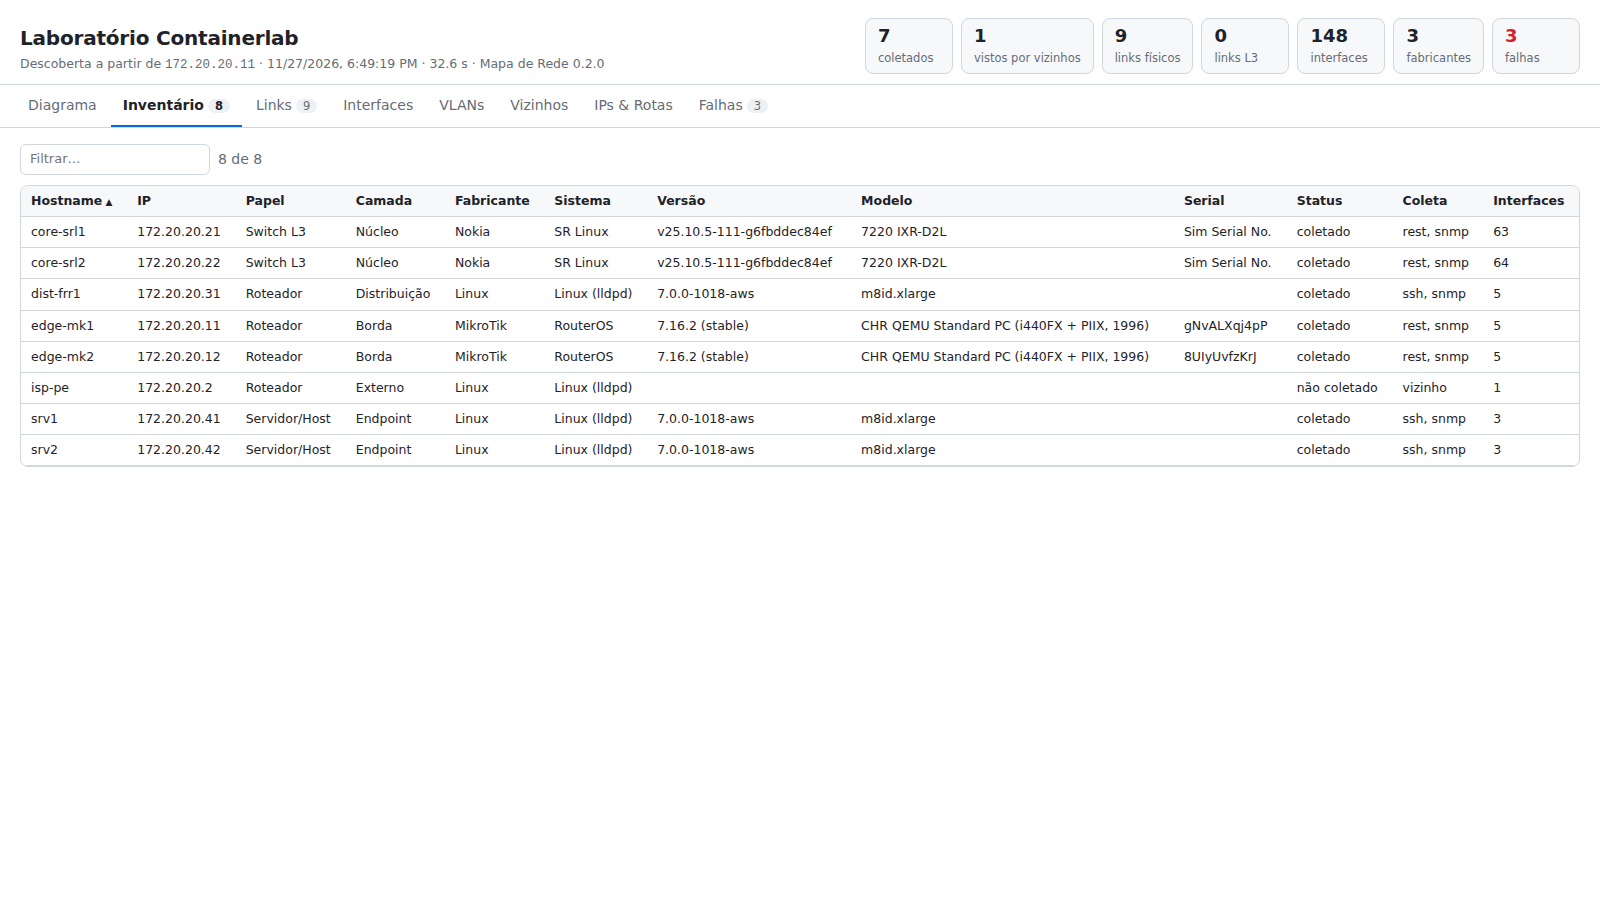 Laboratório Containerlab
Descoberta a partir de 172.20.20.11 · 11/27/2026, 6:49:19 PM · 32.6 s · Mapa de Rede 0.2.0
7 coletados
1 vistos por vizinhos
9 links físicos
0 links L3
148 interfaces
3 fabricantes
3 falhas
Diagrama Inventário 8 Links 9 Interfaces VLANs Vizinhos IPs & Rotas Falhas 3
Filtrar... 8 de 8
Hostname ▲ IP Papel Camada Fabricante Sistema Versão Modelo Serial Status Coleta Interfaces
core-srl1 172.20.20.21 Switch L3 Núcleo Nokia SR Linux v25.10.5-111-g6fbddec84ef 7220 IXR-D2L Sim Serial No. coletado rest, snmp 63
core-srl2 172.20.20.22 Switch L3 Núcleo Nokia SR Linux v25.10.5-111-g6fbddec84ef 7220 IXR-D2L Sim Serial No. coletado rest, snmp 64
dist-frr1 172.20.20.31 Roteador Distribuição Linux Linux (lldpd) 7.0.0-1018-aws m8id.xlarge coletado ssh, snmp 5
edge-mk1 172.20.20.11 Roteador Borda MikroTik RouterOS 7.16.2 (stable) CHR QEMU Standard PC (i440FX + PIIX, 1996) gNvALXqj4pP coletado rest, snmp 5
edge-mk2 172.20.20.12 Roteador Borda MikroTik RouterOS 7.16.2 (stable) CHR QEMU Standard PC (i440FX + PIIX, 1996) 8UIyUvfzKrJ coletado rest, snmp 5
isp-pe 172.20.20.2 Roteador Externo Linux Linux (lldpd) não coletado vizinho 1
srv1 172.20.20.41 Servidor/Host Endpoint Linux Linux (lldpd) 7.0.0-1018-aws m8id.xlarge coletado ssh, snmp 3
srv2 172.20.20.42 Servidor/Host Endpoint Linux Linux (lldpd) 7.0.0-1018-aws m8id.xlarge coletado ssh, snmp 3